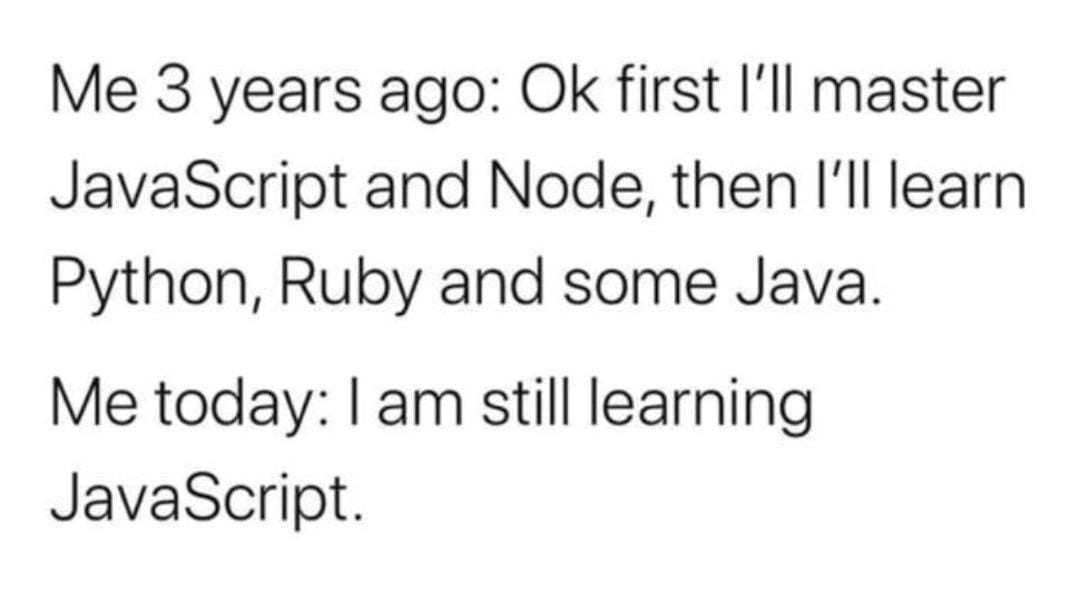 Me 3 years ago: Ok first I’ll master
JavaScript and Node, then I’ll learn
Python, Ruby and some Java.
Me today: I am still learning
JavaScript.